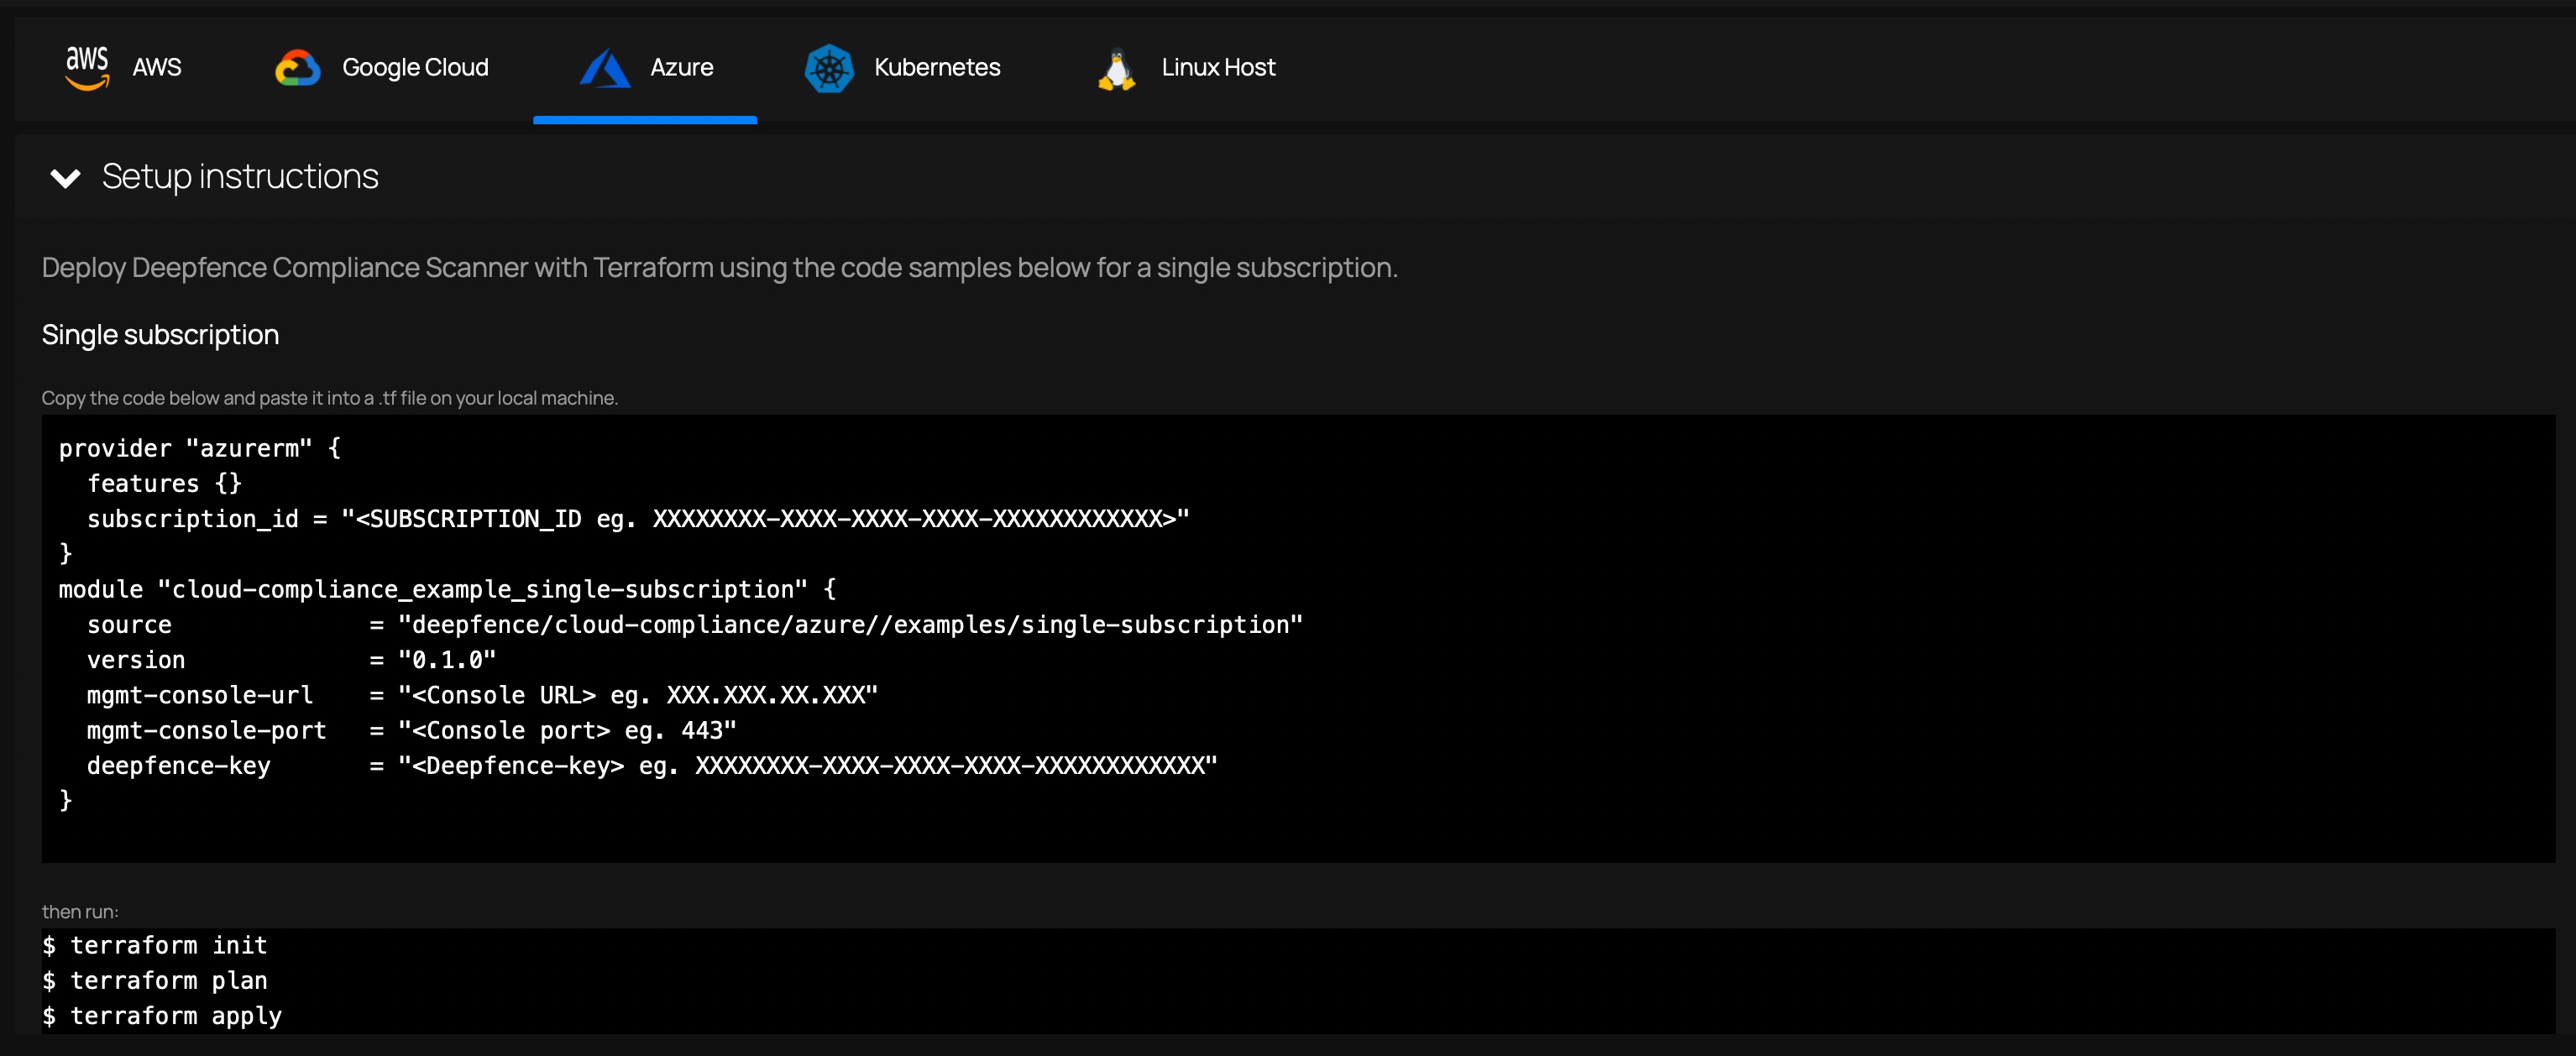 aws AWS Google Cloud Azure Kubernetes Linux Host
Setup instructions
Deploy Deepfence Compliance Scanner with Terraform using the code samples below for a single subscription.
Single subscription
Copy the code below and paste it into a .tf file on your local machine.
provider "azurerm" {
  features {}
  subscription_id = "<SUBSCRIPTION_ID eg. XXXXXXXX-XXXX-XXXX-XXXX-XXXXXXXXXXXX>"
}
module "cloud-compliance_example_single-subscription" {
  source              = "deepfence/cloud-compliance/azure//examples/single-subscription"
  version             = "0.1.0"
  mgmt-console-url    = "<Console URL> eg. XXX.XXX.XX.XXX"
  mgmt-console-port   = "<Console port> eg. 443"
  deepfence-key       = "<Deepfence-key> eg. XXXXXXXX-XXXX-XXXX-XXXX-XXXXXXXXXXXX"
}
then run:
$ terraform init
$ terraform plan
$ terraform apply